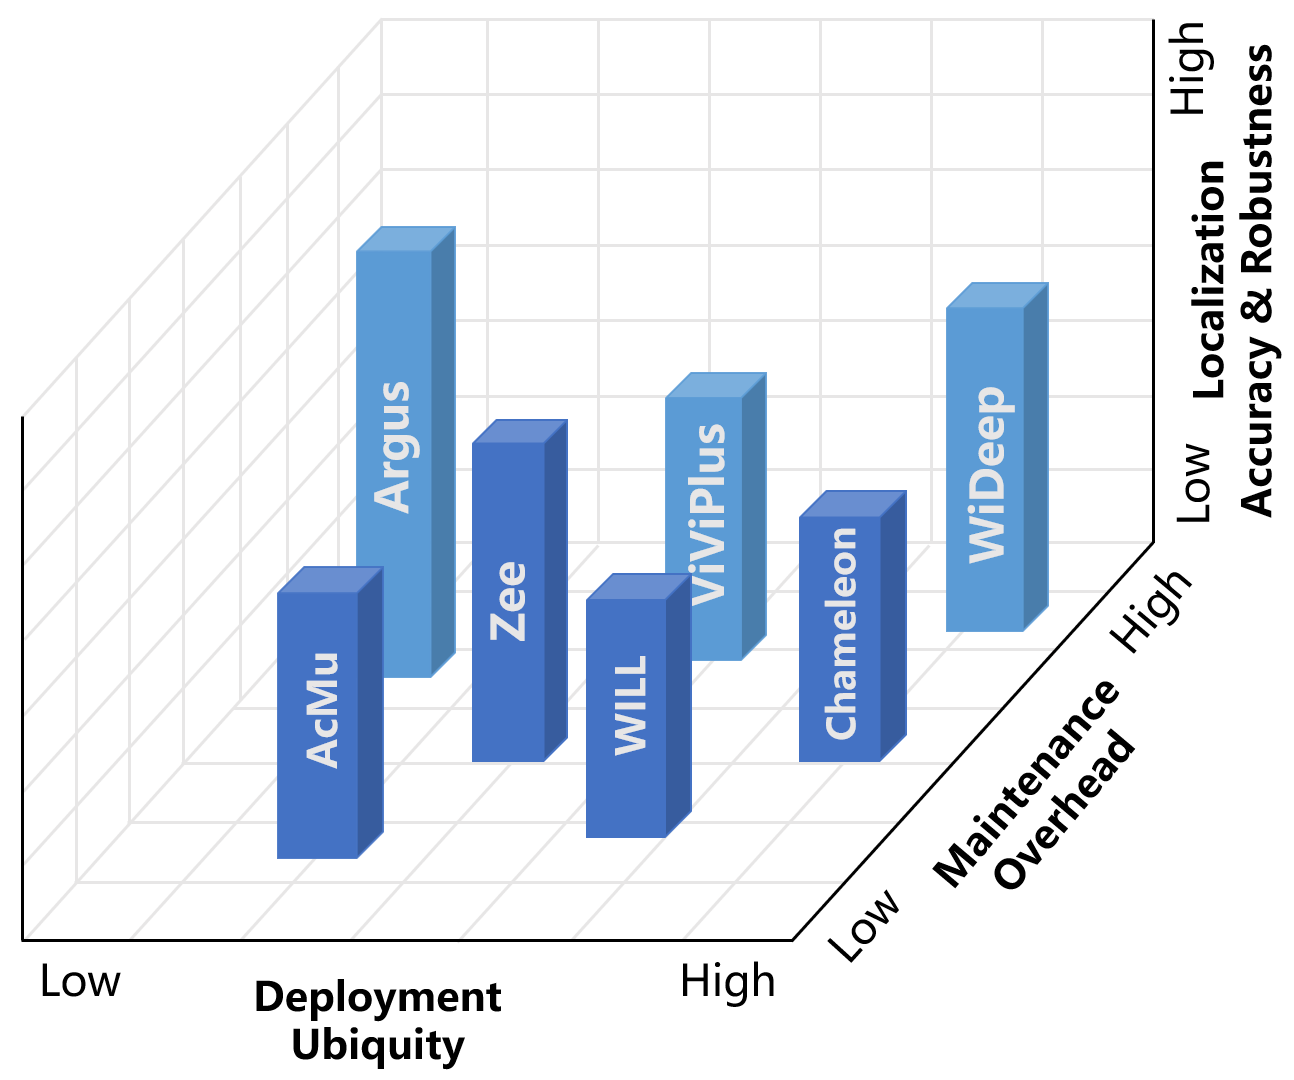 High
Localization
Accuracy & Robustness
Low
Argus
Zee
ViViPlus
WiDeep
AcMu
WILL
Chameleon
High
Maintenance
Overhead
Low
Low
Deployment
Ubiquity
High